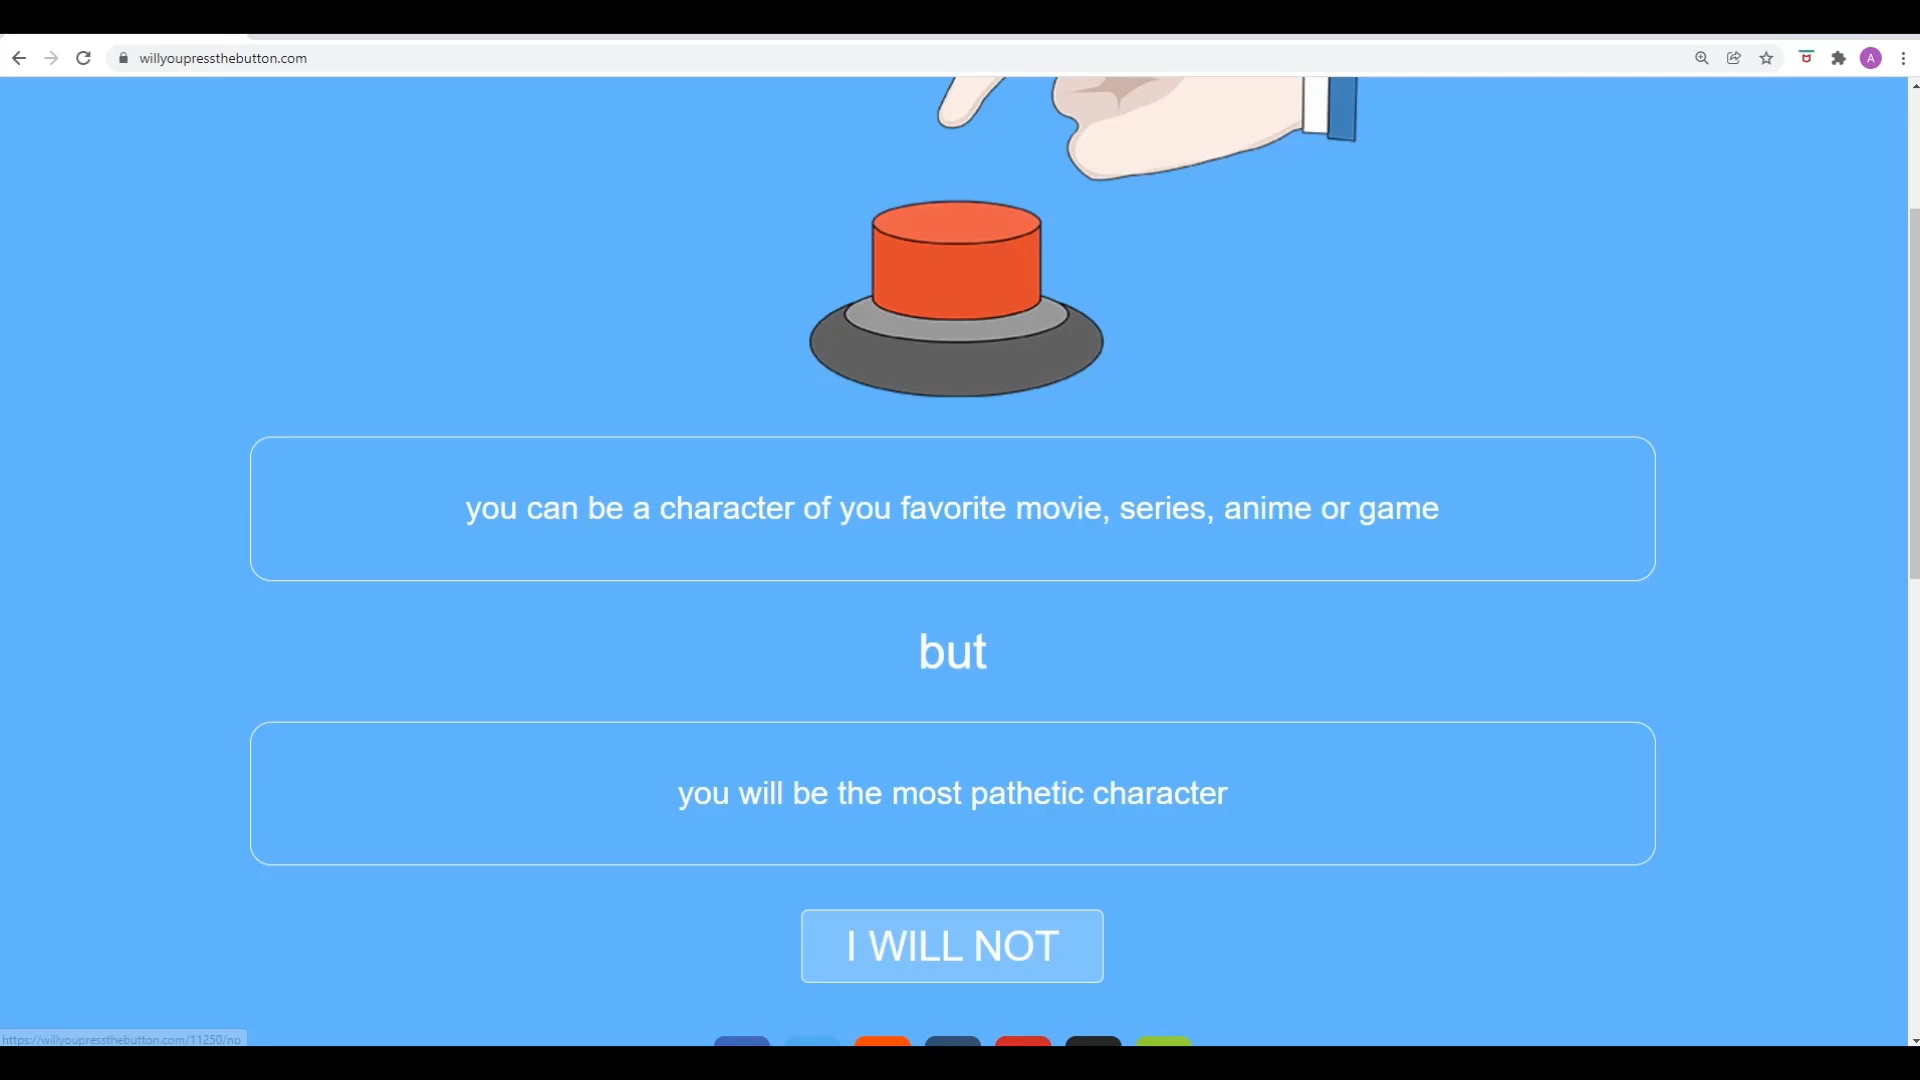 willyoupressthebutton.com
A
you can be a character of you favorite movie, series, anime or game
but
you will be the most pathetic character
I WILL NOT
https://willyoupressthebutton.com/11250/no